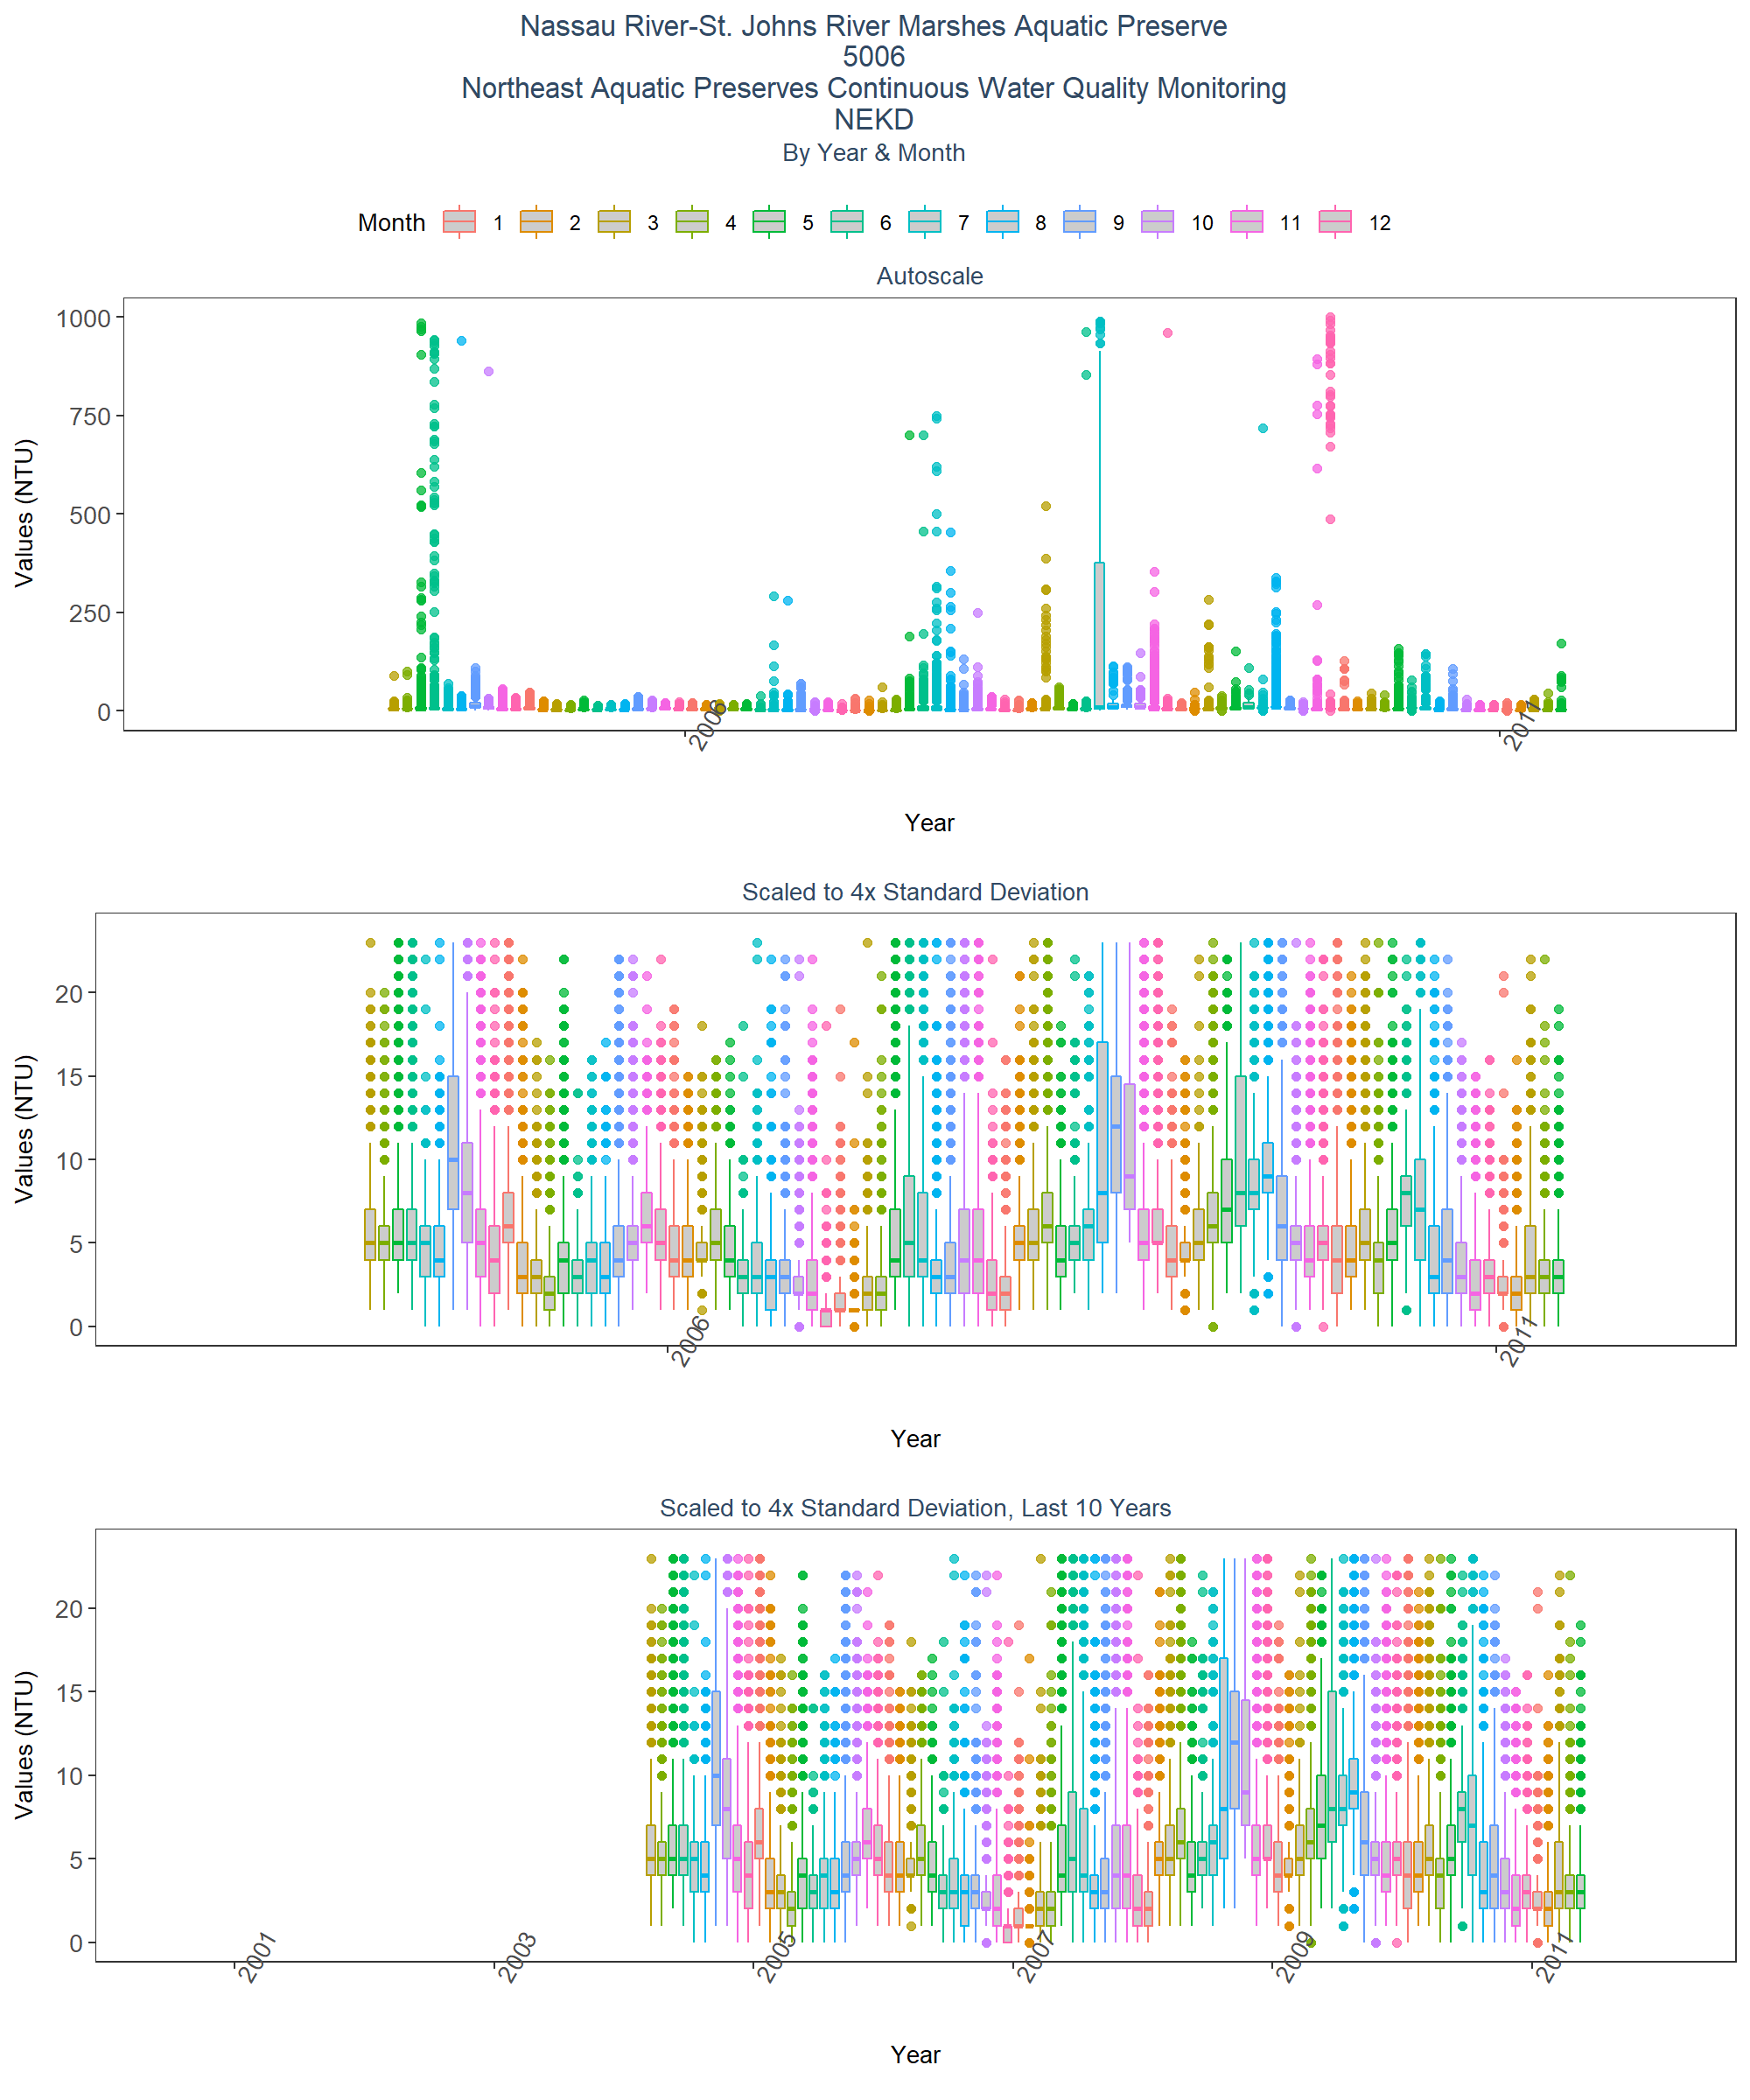 Nassau River-St. Johns River Marshes Aquatic Preserve
5006
Northeast Aquatic Preserves Continuous Water Quality Monitoring
NEKD
By Year & Month
Month 1 2 3 4 5 6 7 8 9 10 11 12
Autoscale
Values (NTU)
1000
750
500
250
0
2006 2011
Year
Scaled to 4x Standard Deviation
Values (NTU)
20
15
10
5
0
2006 2011
Year
Scaled to 4x Standard Deviation, Last 10 Years
Values (NTU)
20
15
10
5
0
2001 2003 2005 2007 2009 2011
Year